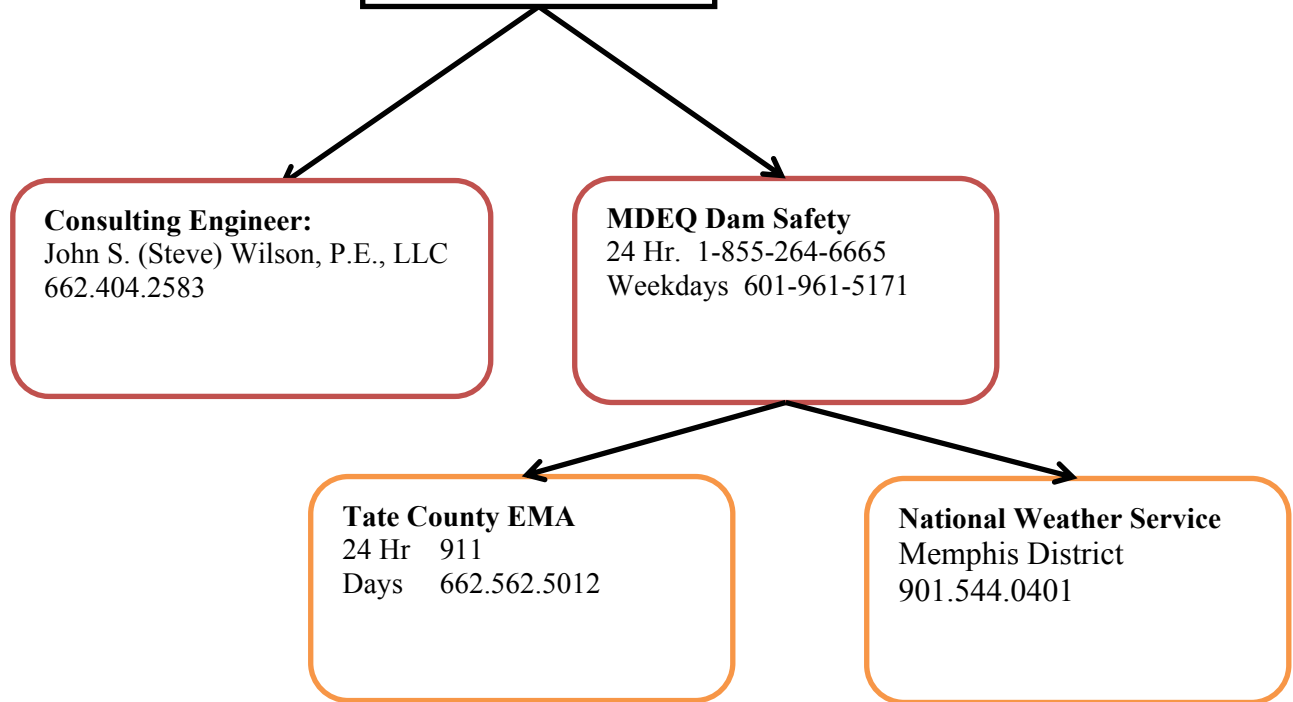 Consulting Engineer:
John S. (Steve) Wilson, P.E., LLC
662.404.2583
MDEQ Dam Safety
24 Hr.  1-855-264-6665
Weekdays  601-961-5171
Tate County EMA
24 Hr    911
Days     662.562.5012
National Weather Service
Memphis District
901.544.0401